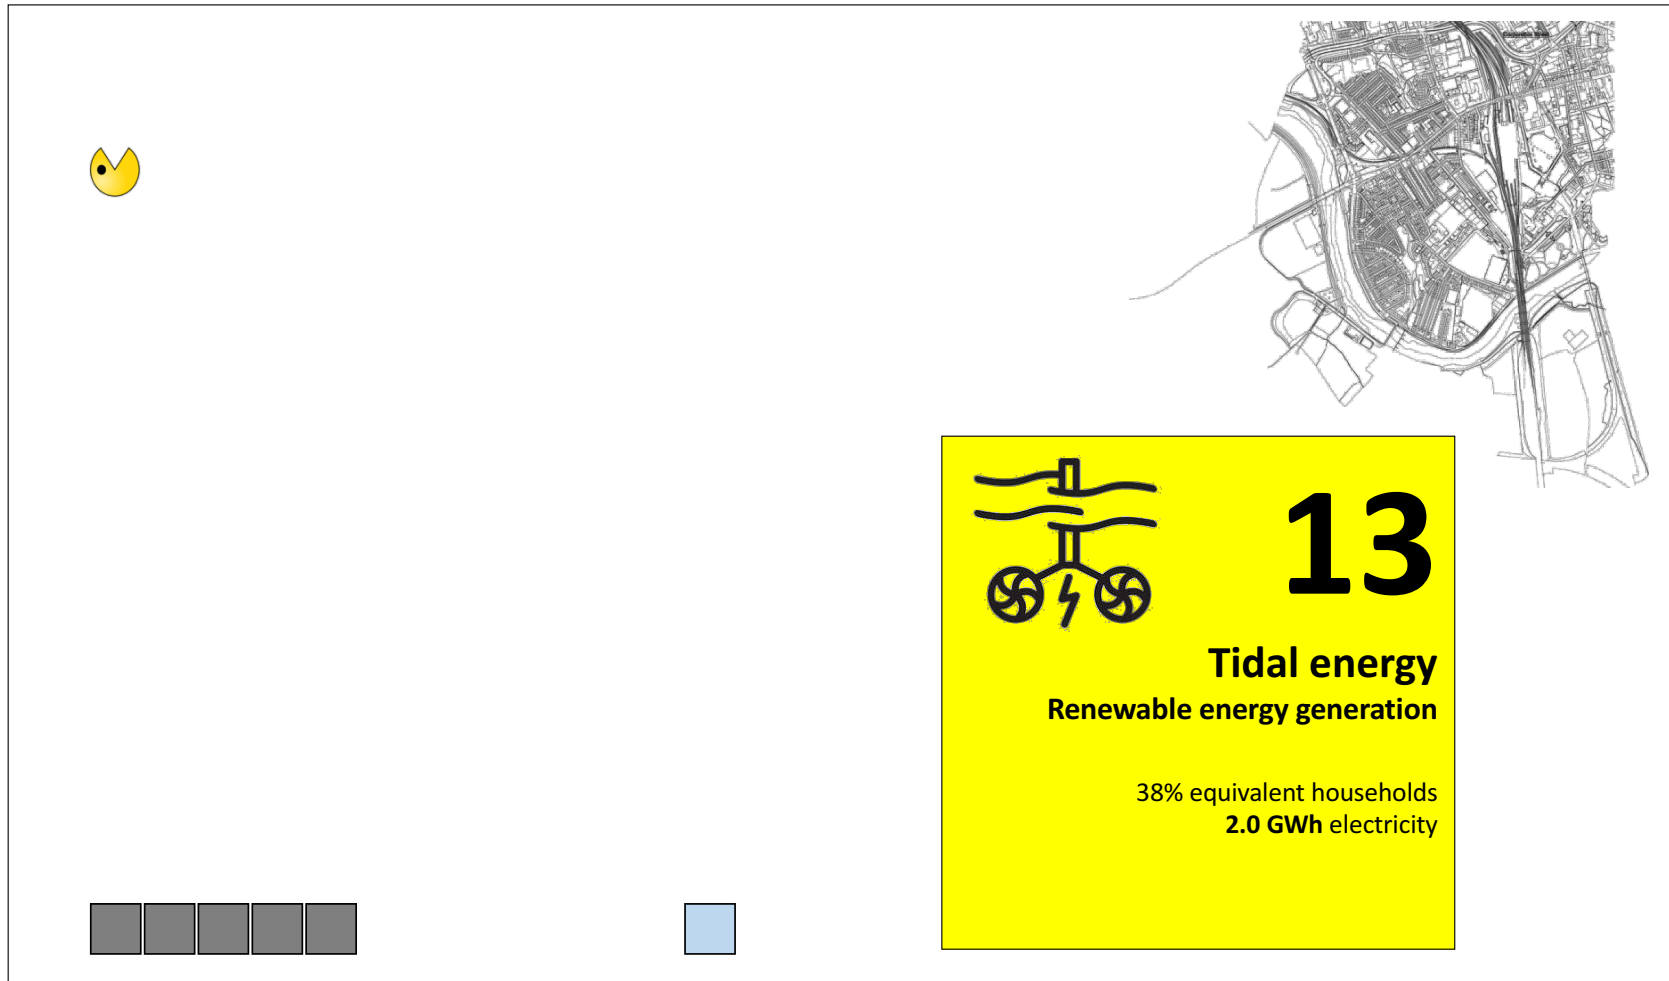 13
Tidal energy
Renewable energy generation
38% equivalent households
2.0 GWh electricity